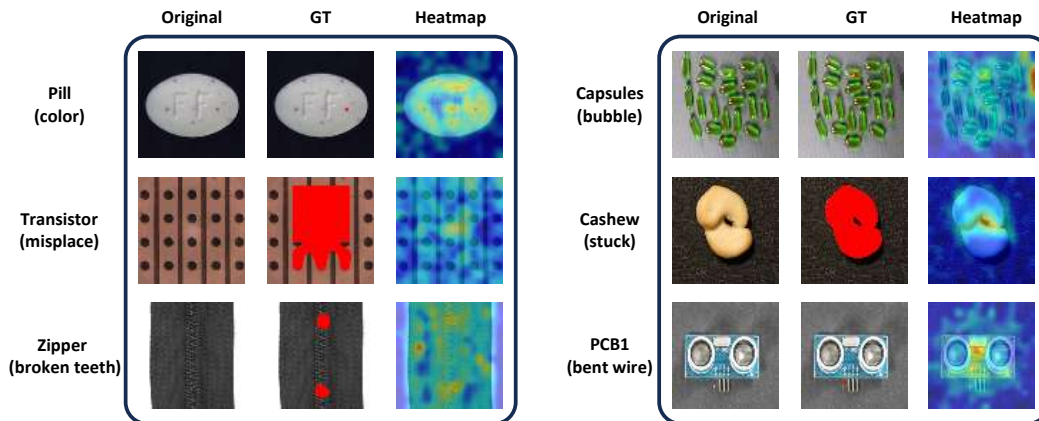 Original GT Heatmap
Pill
(color)
FF
Transistor
(misplace)
Zipper
(broken teeth)
Original GT Heatmap
Capsules
(bubble)
Cashew
(stuck)
PCB1
(bent wire)